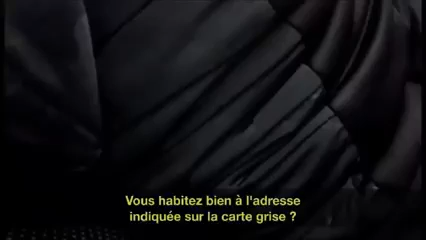 Vous habitez bien à l'adresse
indiquée sur la carte grise ?